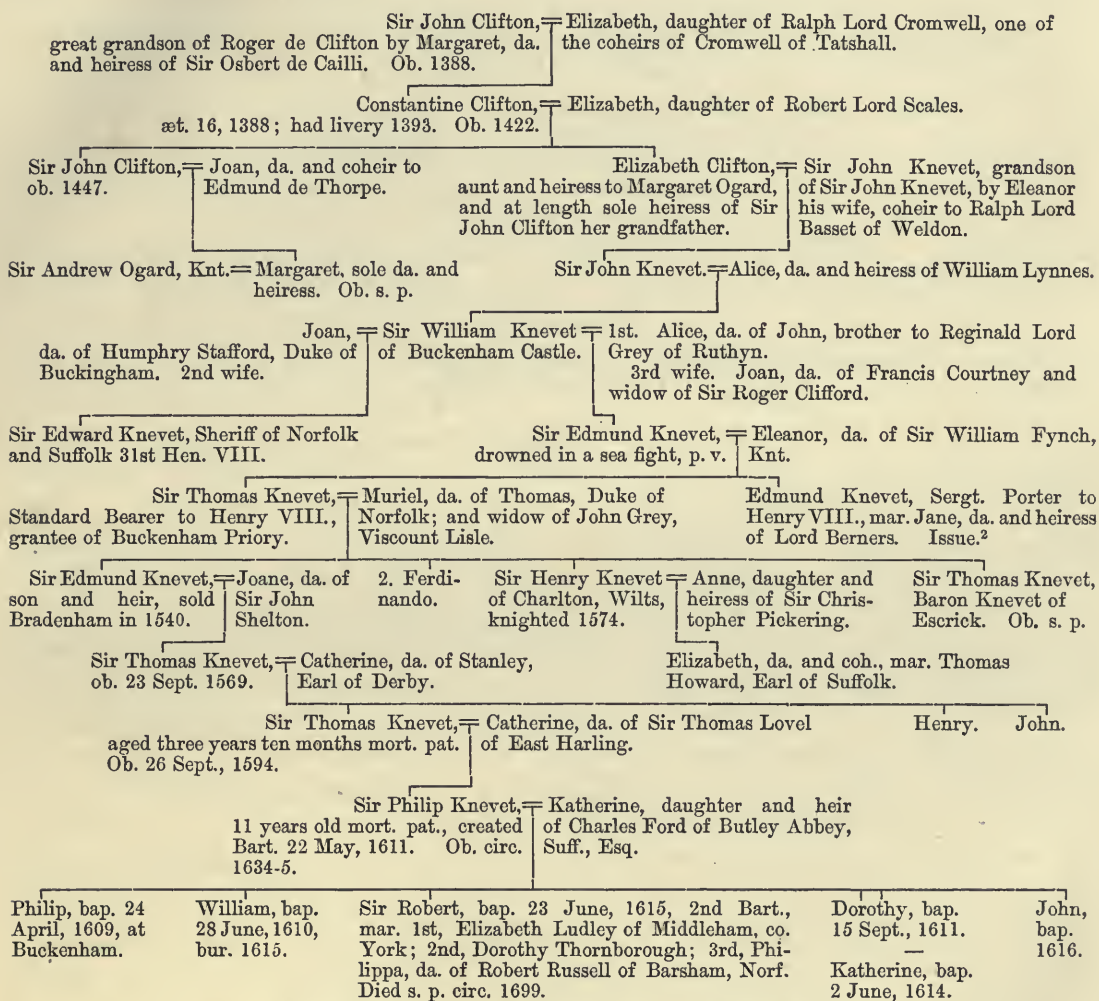 Sir John Clifton,
great grandson of Roger de Clifton by Margaret, da.
and heiress of Sir Osbert de Cailli. Ob. 1388.
Elizabeth, daughter of Ralph Lord Cromwell, one of
the coheirs of Cromwell of Tatshall.
Constantine Clifton,
æt. 16, 1388; had livery 1393. Ob. 1422.
Elizabeth, daughter of Robert Lord Scales.
Sir John Clifton,
ob. 1447.
Joan, da. and coheir to
Edmund de Thorpe.
Elizabeth Clifton,
aunt and heiress to Margaret Ogard,
and at length sole heiress of Sir
John Clifton her grandfather.
Sir John Knevet, grandson
of Sir John Knevet, by Eleanor
his wife, coheir to Ralph Lord
Basset of Weldon.
Sir Andrew Ogard, Knt.
Margaret, sole da. and
heiress. Ob. s. p.
Sir John Knevet.
Alice, da. and heiress of William Lynnes.
Joan,
da. of Humphry Stafford, Duke of
Buckingham. 2nd wife.
Sir William Knevet
of Buckenham Castle.
1st. Alice, da. of John, brother to Reginald Lord
Grey of Ruthyn.
3rd wife. Joan, da. of Francis Courtney and
widow of Sir Roger Clifford.
Sir Edward Knevet, Sheriff of Norfolk
and Suffolk 31st Hen. VIII.
Sir Edmund Knevet,
drowned in a sea fight, p. v.
Eleanor, da. of Sir William Fynch,
Knt.
Sir Thomas Knevet,
Standard Bearer to Henry VIII.,
grantee of Buckenham Priory.
Muriel, da. of Thomas, Duke of
Norfolk; and widow of John Grey,
Viscount Lisle.
Edmund Knevet, Sergt. Porter to
Henry VIII., mar. Jane, da. and heiress
of Lord Berners. Issue.²
Sir Edmund Knevet,
son and heir, sold
Bradenham in 1540.
Joane, da. of
Sir John
Shelton.
2. Ferdi-
nando.
Sir Henry Knevet
of Charlton, Wilts,
knighted 1574.
Anne, daughter and
heiress of Sir Chris-
topher Pickering.
Sir Thomas Knevet,
Baron Knevet of
Escrick. Ob. s. p.
Sir Thomas Knevet,
ob. 23 Sept. 1569.
Catherine, da. of Stanley,
Earl of Derby.
Elizabeth, da. and coh., mar. Thomas
Howard, Earl of Suffolk.
Sir Thomas Knevet,
aged three years ten months mort. pat.
Ob. 26 Sept., 1594.
Catherine, da. of Sir Thomas Lovel
of East Harling.
Henry.
John.
Sir Philip Knevet,
11 years old mort. pat., created
Bart. 22 May, 1611. Ob. circ.
1634-5.
Katherine, daughter and heir
of Charles Ford of Butley Abbey,
Suff., Esq.
Philip, bap. 24
April, 1609, at
Buckenham.
William, bap.
28 June, 1610,
bur. 1615.
Sir Robert, bap. 23 June, 1615, 2nd Bart.,
mar. 1st, Elizabeth Ludley of Middleham, co.
York; 2nd, Dorothy Thornborough; 3rd, Phi-
lippa, da. of Robert Russell of Barsham, Norf.
Died s. p. circ. 1699.
Dorothy, bap.
15 Sept., 1611.
—
Katherine, bap.
2 June, 1614.
John,
bap.
1616.